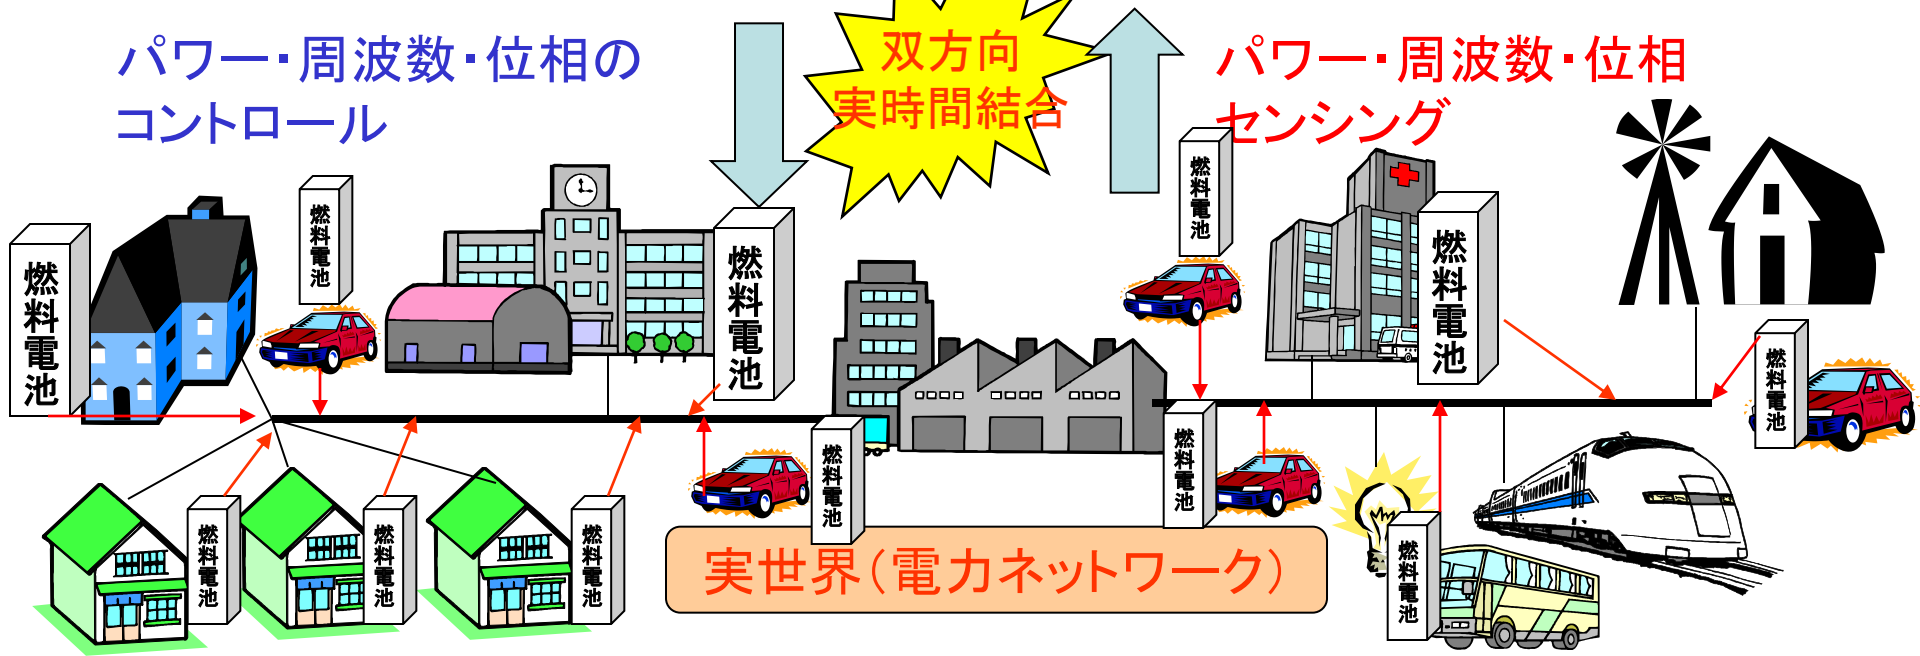 パワー・周波数・位相の
コントロール
双方向
実時間結合
パワー・周波数・位相
センシング
燃料電池
燃料電池
燃料電池
燃料電池
燃料電池
燃料電池
燃料電池
燃料電池
燃料電池
燃料電池
燃料電池
燃料電池
実世界（電力ネットワーク）
燃料電池